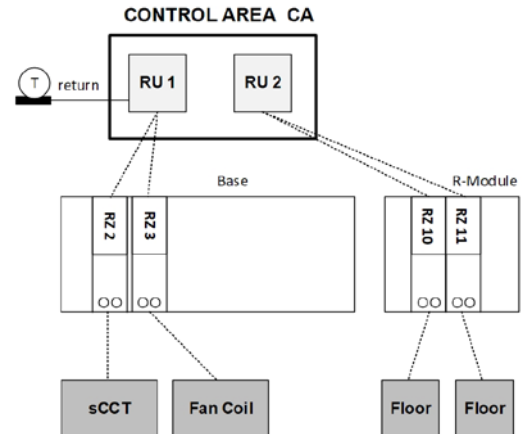 CONTROL AREA CA
T
return
RU 1
RU 2
Base
R-Module
RZ 2
RZ 3
RZ 10
RZ 11
sCCT
Fan Coil
Floor
Floor